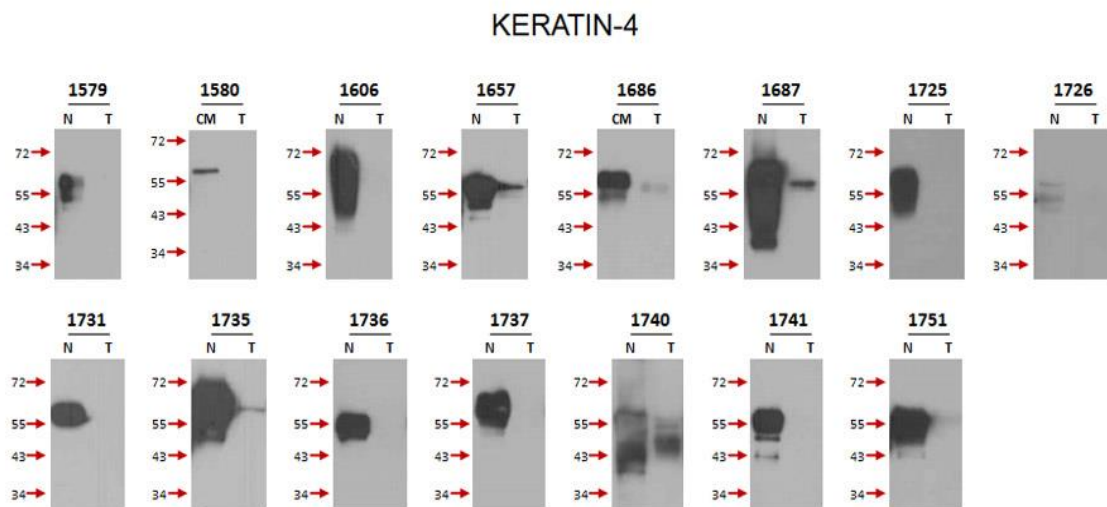 KERATIN-4
1579 1580 1606 1657 1686 1687 1725 1726
N T CM T N T N T CM T N T N T N T
72 72 72 72 72 72 72 72
55 55 55 55 55 55 55 55
43 43 43 43 43 43 43 43
34 34 34 34 34 34 34 34
1731 1735 1736 1737 1740 1741 1751
N T N T N T N T N T N T N T
72 72 72 72 72 72 72
55 55 55 55 55 55 55
43 43 43 43 43 43 43
34 34 34 34 34 34 34